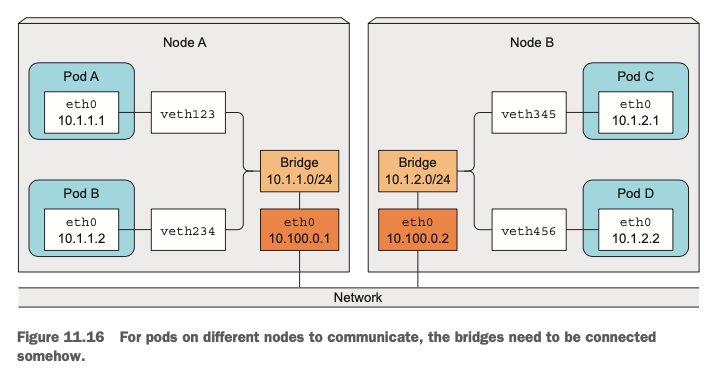 Node A
Node B
Pod A
eth0
10.1.1.1
veth123
Pod B
eth0
10.1.1.2
veth234
Bridge
10.1.1.0/24
eth0
10.100.0.1
Bridge
10.1.2.0/24
eth0
10.100.0.2
veth345
Pod C
eth0
10.1.2.1
veth456
Pod D
eth0
10.1.2.2
Network
Figure 11.16 For pods on different nodes to communicate, the bridges need to be connected
somehow.